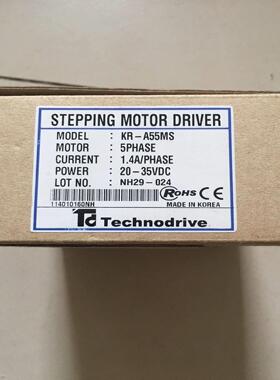 STEPPING MOTOR DRIVER
MODEL : KR-A55MS
MOTOR : 5PHASE
CURRENT : 1.4A/PHASE
POWER : 20-35VDC
LOT NO. : NH29-024
RoHS CE
114010160NH MADE IN KOREA
Technodrive